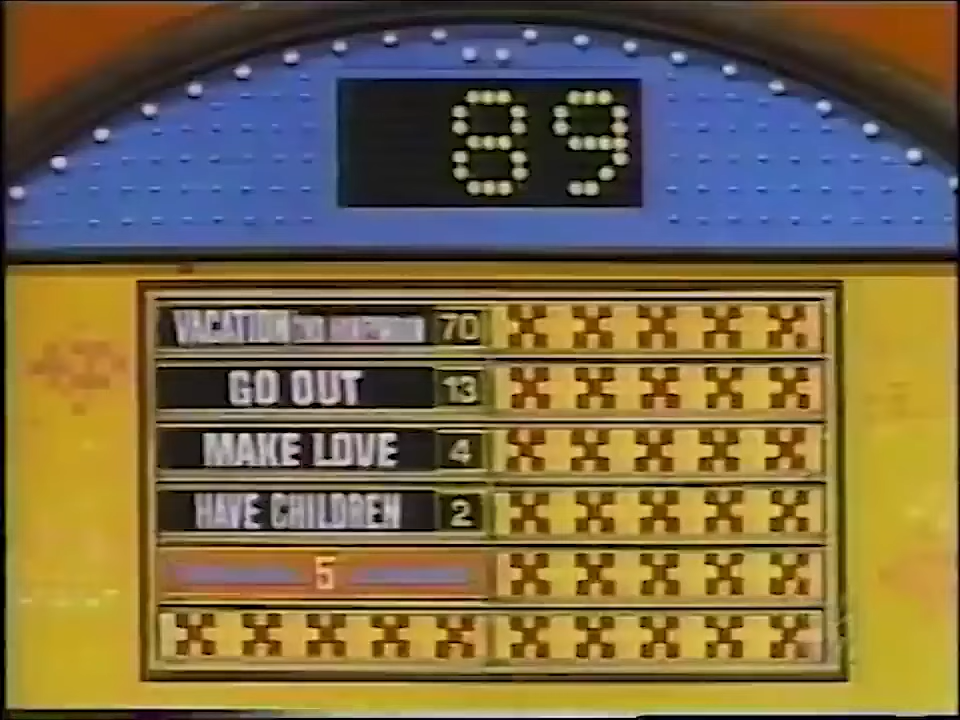 89
VACATION 70
GO OUT 13
MAKE LOVE 4
HAVE CHILDREN 2
5